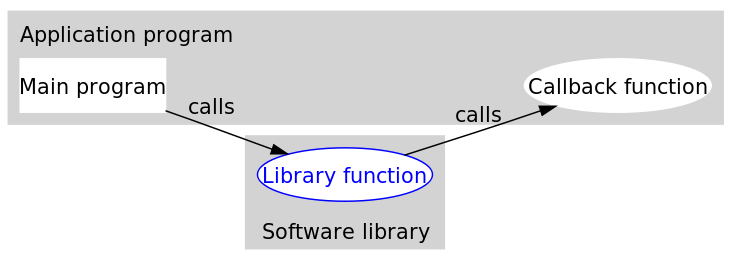 Application program
Main program
Callback function
calls
calls
Library function
Software library